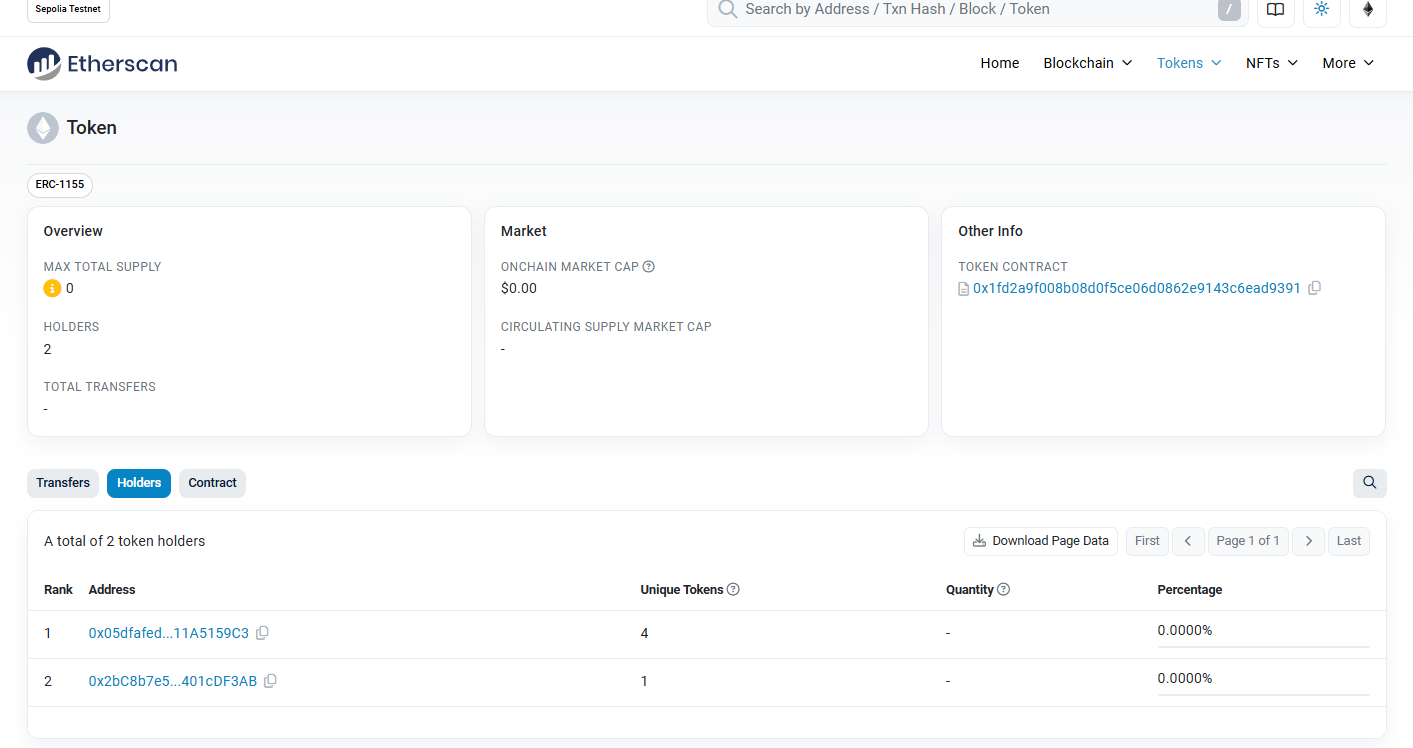 Sepolia Testnet
Search by Address / Txn Hash / Block / Token /
Etherscan
Home Blockchain Tokens NFTs More
Token
ERC-1155
Overview
MAX TOTAL SUPPLY
0
HOLDERS
2
TOTAL TRANSFERS
-
Market
ONCHAIN MARKET CAP
$0.00
CIRCULATING SUPPLY MARKET CAP
-
Other Info
TOKEN CONTRACT
0x1fd2a9f008b08d0f5ce06d0862e9143c6ead9391
Transfers Holders Contract
A total of 2 token holders Download Page Data First Page 1 of 1 Last
Rank Address Unique Tokens Quantity Percentage
1 0x05dfafed...11A5159C3 4 - 0.0000%
2 0x2bC8b7e5...401cDF3AB 1 - 0.0000%